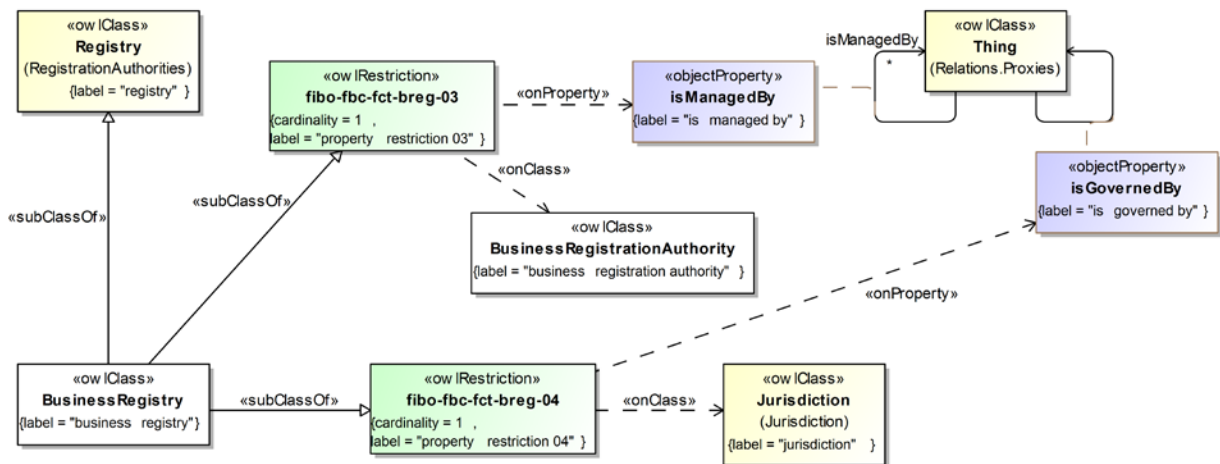 «owlClass»
Registry
(RegistrationAuthorities)
{label = "registry" }
«owlRestriction»
fibo-fbc-fct-breg-03
{cardinality = 1 ,
label = "property restriction 03" }
«onProperty»
«objectProperty»
isManagedBy
{label = "is managed by" }
isManagedBy
*
«owlClass»
Thing
(Relations.Proxies)
«objectProperty»
isGovernedBy
{label = "is governed by" }
«onClass»
«subClassOf»
«subClassOf»
«owlClass»
BusinessRegistrationAuthority
{label = "business registration authority" }
«onProperty»
«owlClass»
BusinessRegistry
{label = "business registry"}
«subClassOf»
«owlRestriction»
fibo-fbc-fct-breg-04
{cardinality = 1 ,
label = "property restriction 04" }
«onClass»
«owlClass»
Jurisdiction
(Jurisdiction)
{label = "jurisdiction" }